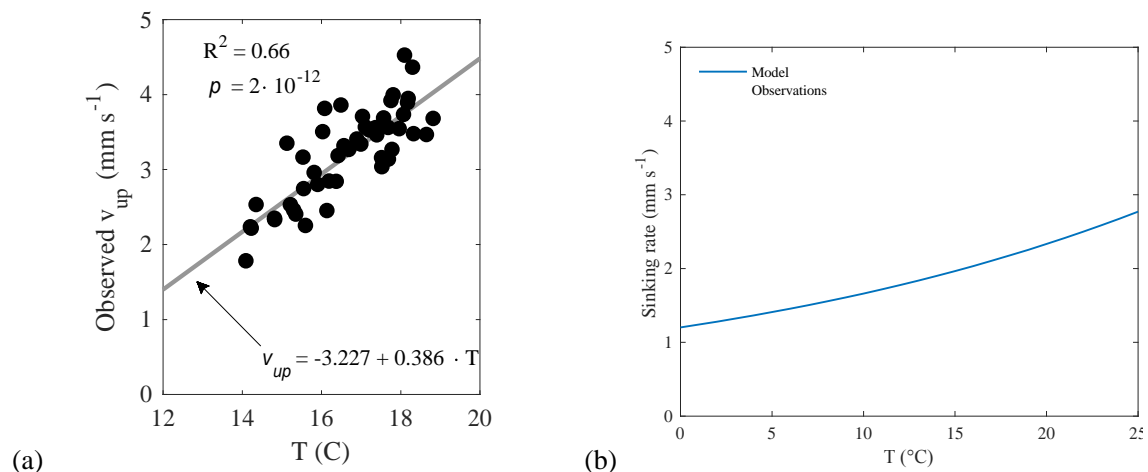 5
4
3
2
1
0
Observed v_up (mm s^-1)
R^2 = 0.66
p = 2· 10^-12
v_up = -3.227 + 0.386 · T
12 14 16 18 20
T (C)
(a)
5
4
3
2
1
0
Sinking rate (mm s^-1)
Model
Observations
0 5 10 15 20 25
T (°C)
(b)